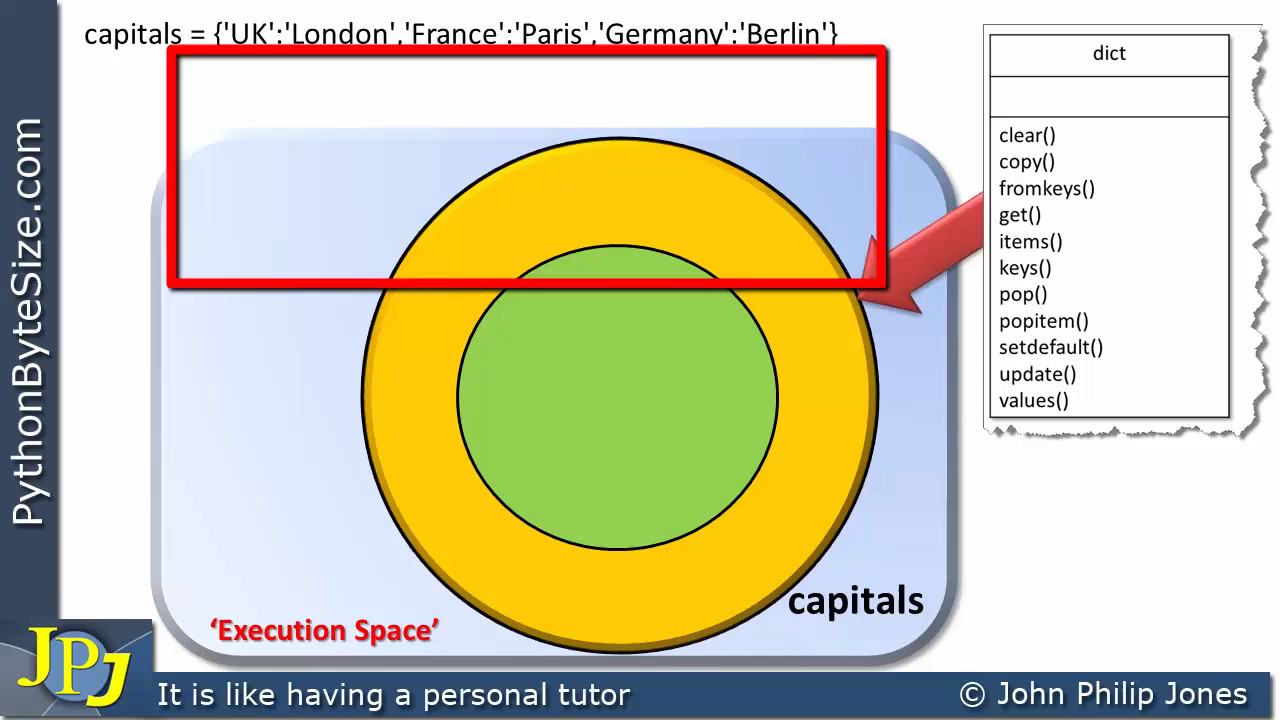 capitals = {'UK':'London','France':'Paris','Germany':'Berlin'}
dict
clear()
copy()
fromkeys()
get()
items()
keys()
pop()
popitem()
setdefault()
update()
values()
capitals
‘Execution Space’
PythonByteSize.com
JPJ
It is like having a personal tutor
© John Philip Jones